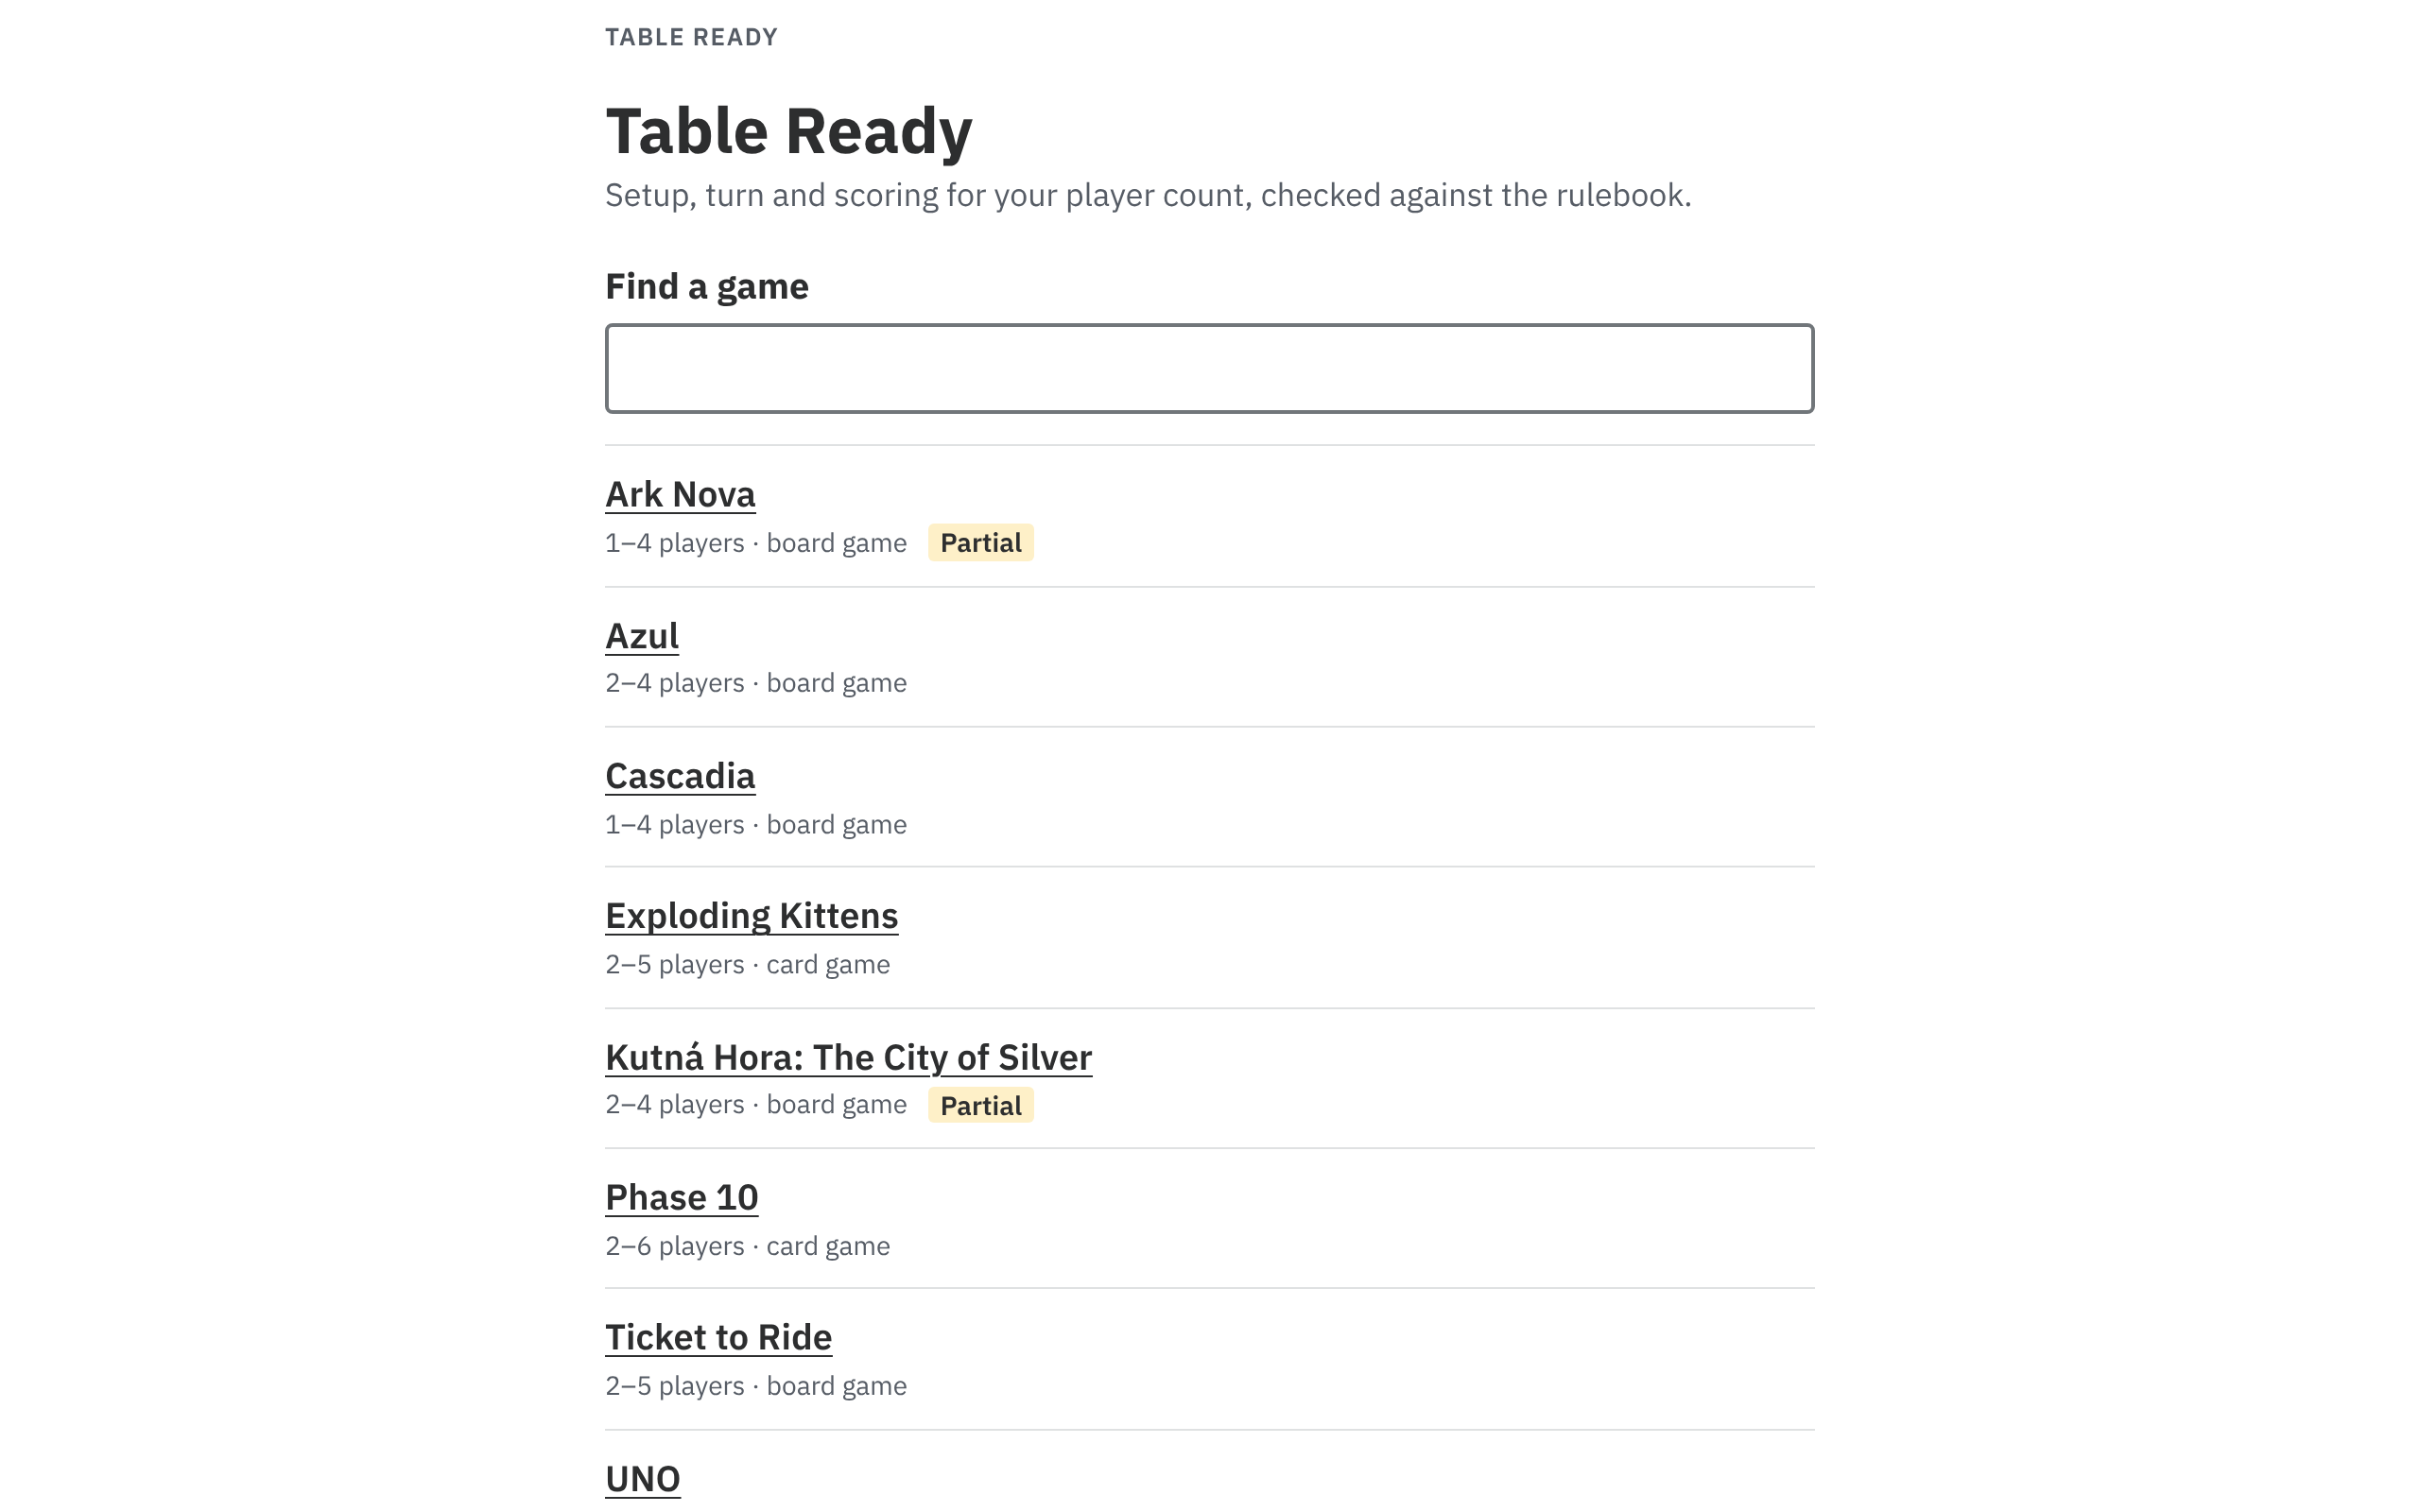 TABLE READY
Table Ready
Setup, turn and scoring for your player count, checked against the rulebook.
Find a game
Ark Nova
1–4 players · board game Partial
Azul
2–4 players · board game
Cascadia
1–4 players · board game
Exploding Kittens
2–5 players · card game
Kutná Hora: The City of Silver
2–4 players · board game Partial
Phase 10
2–6 players · card game
Ticket to Ride
2–5 players · board game
UNO